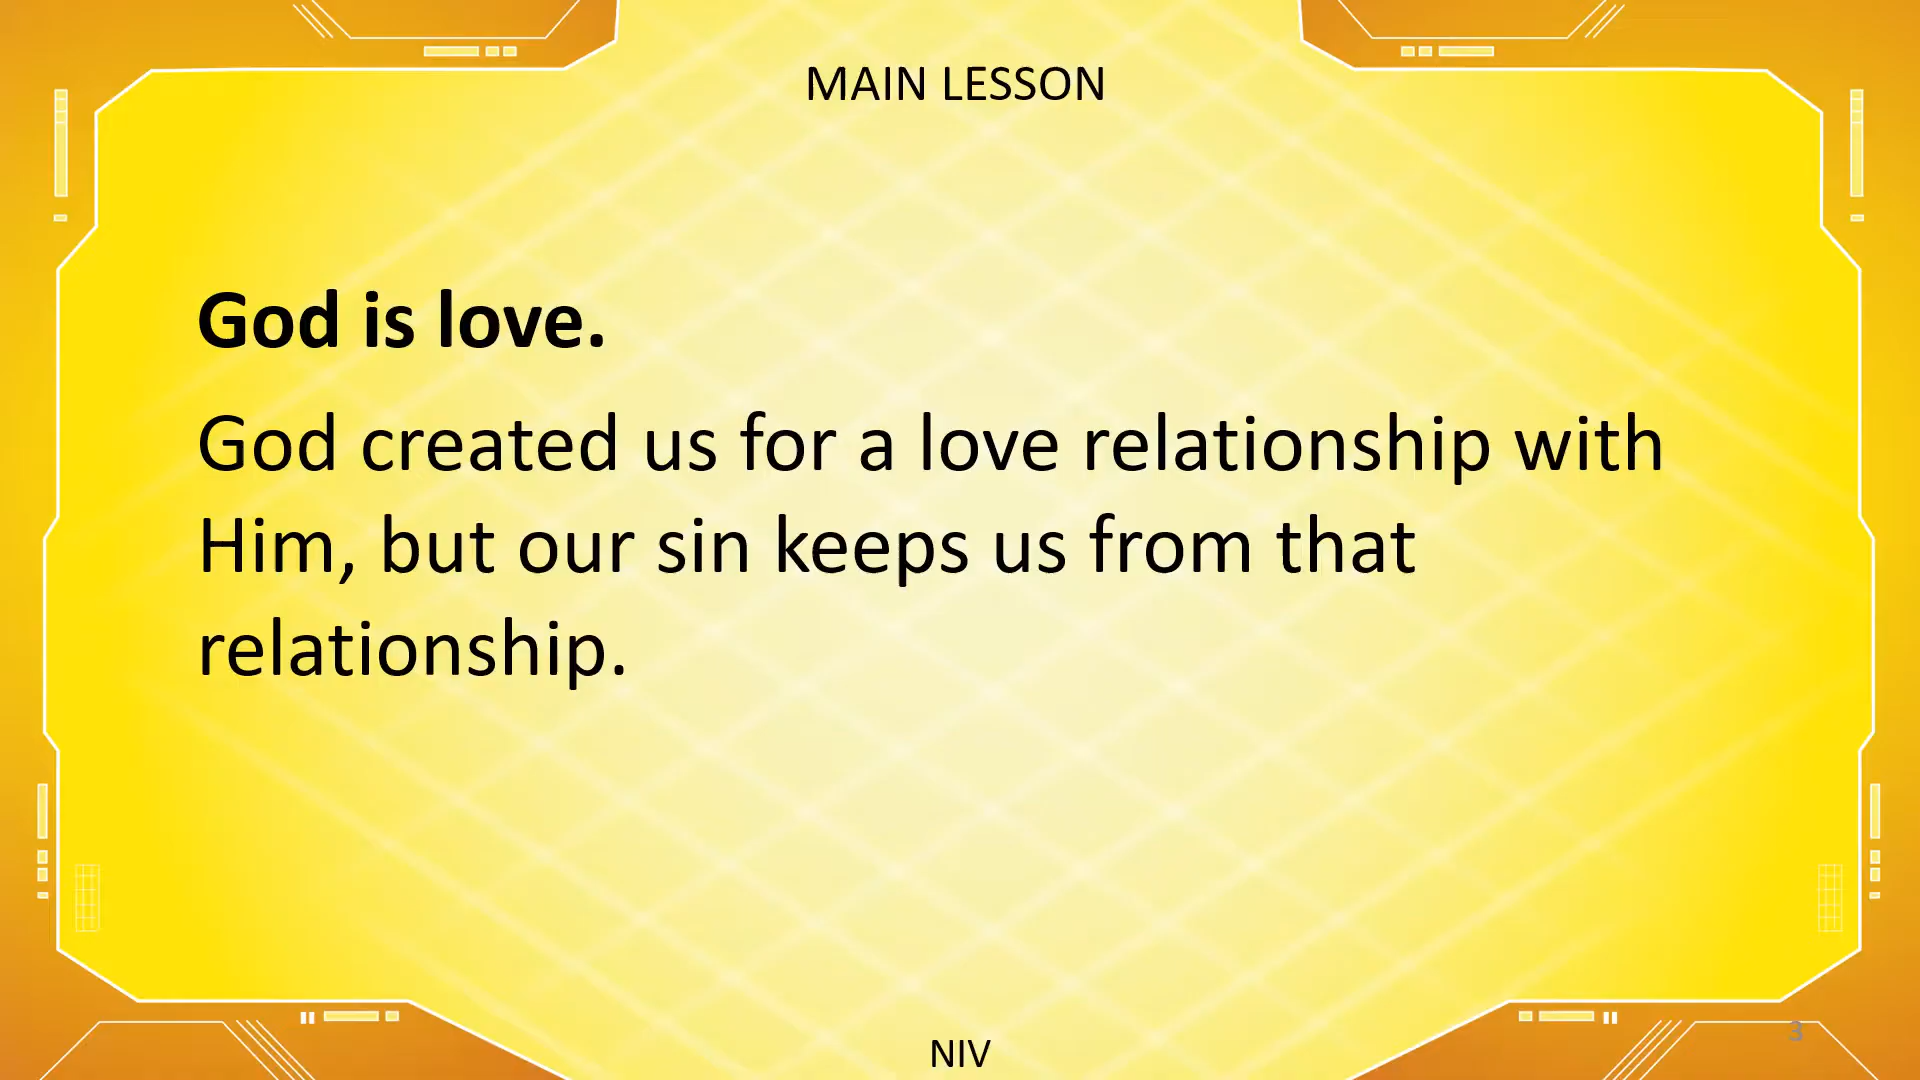 MAIN LESSON
God is love.
God created us for a love relationship with
Him, but our sin keeps us from that
relationship.
NIV
3